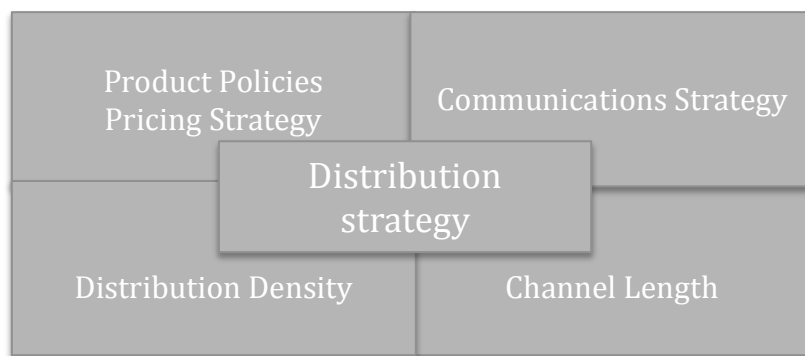 Product Policies
Pricing Strategy
Communications Strategy
Distribution
strategy
Distribution Density
Channel Length